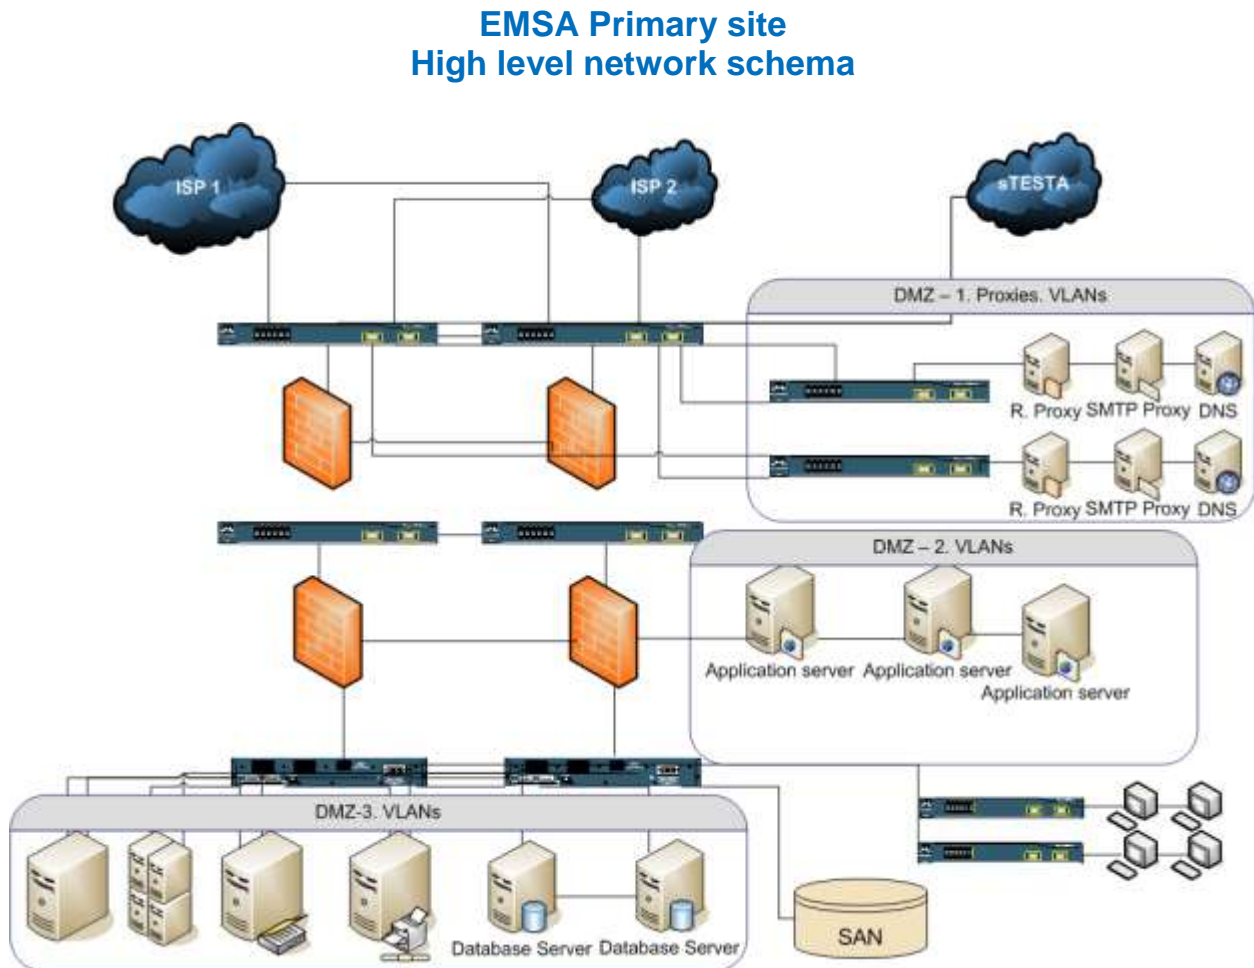 EMSA Primary site
High level network schema
ISP 1
ISP 2
sTESTA
DMZ – 1. Proxies. VLANs
R. Proxy SMTP Proxy DNS
R. Proxy SMTP Proxy DNS
DMZ – 2. VLANs
Application server
Application server
Application server
DMZ-3. VLANs
Database Server
Database Server
SAN